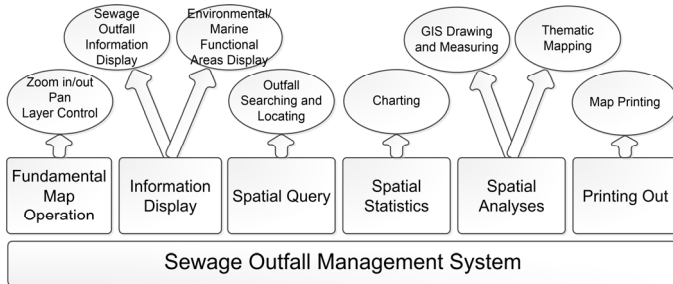 Sewage
Outfall
Information
Display
Environmental/
Marine
Functional
Areas Display
GIS Drawing
and Measuring
Thematic
Mapping
Zoom in/out
Pan
Layer Control
Outfall
Searching and
Locating
Charting
Map Printing
Fundamental
Map
Operation
Information
Display
Spatial Query
Spatial
Statistics
Spatial
Analyses
Printing Out
Sewage Outfall Management System